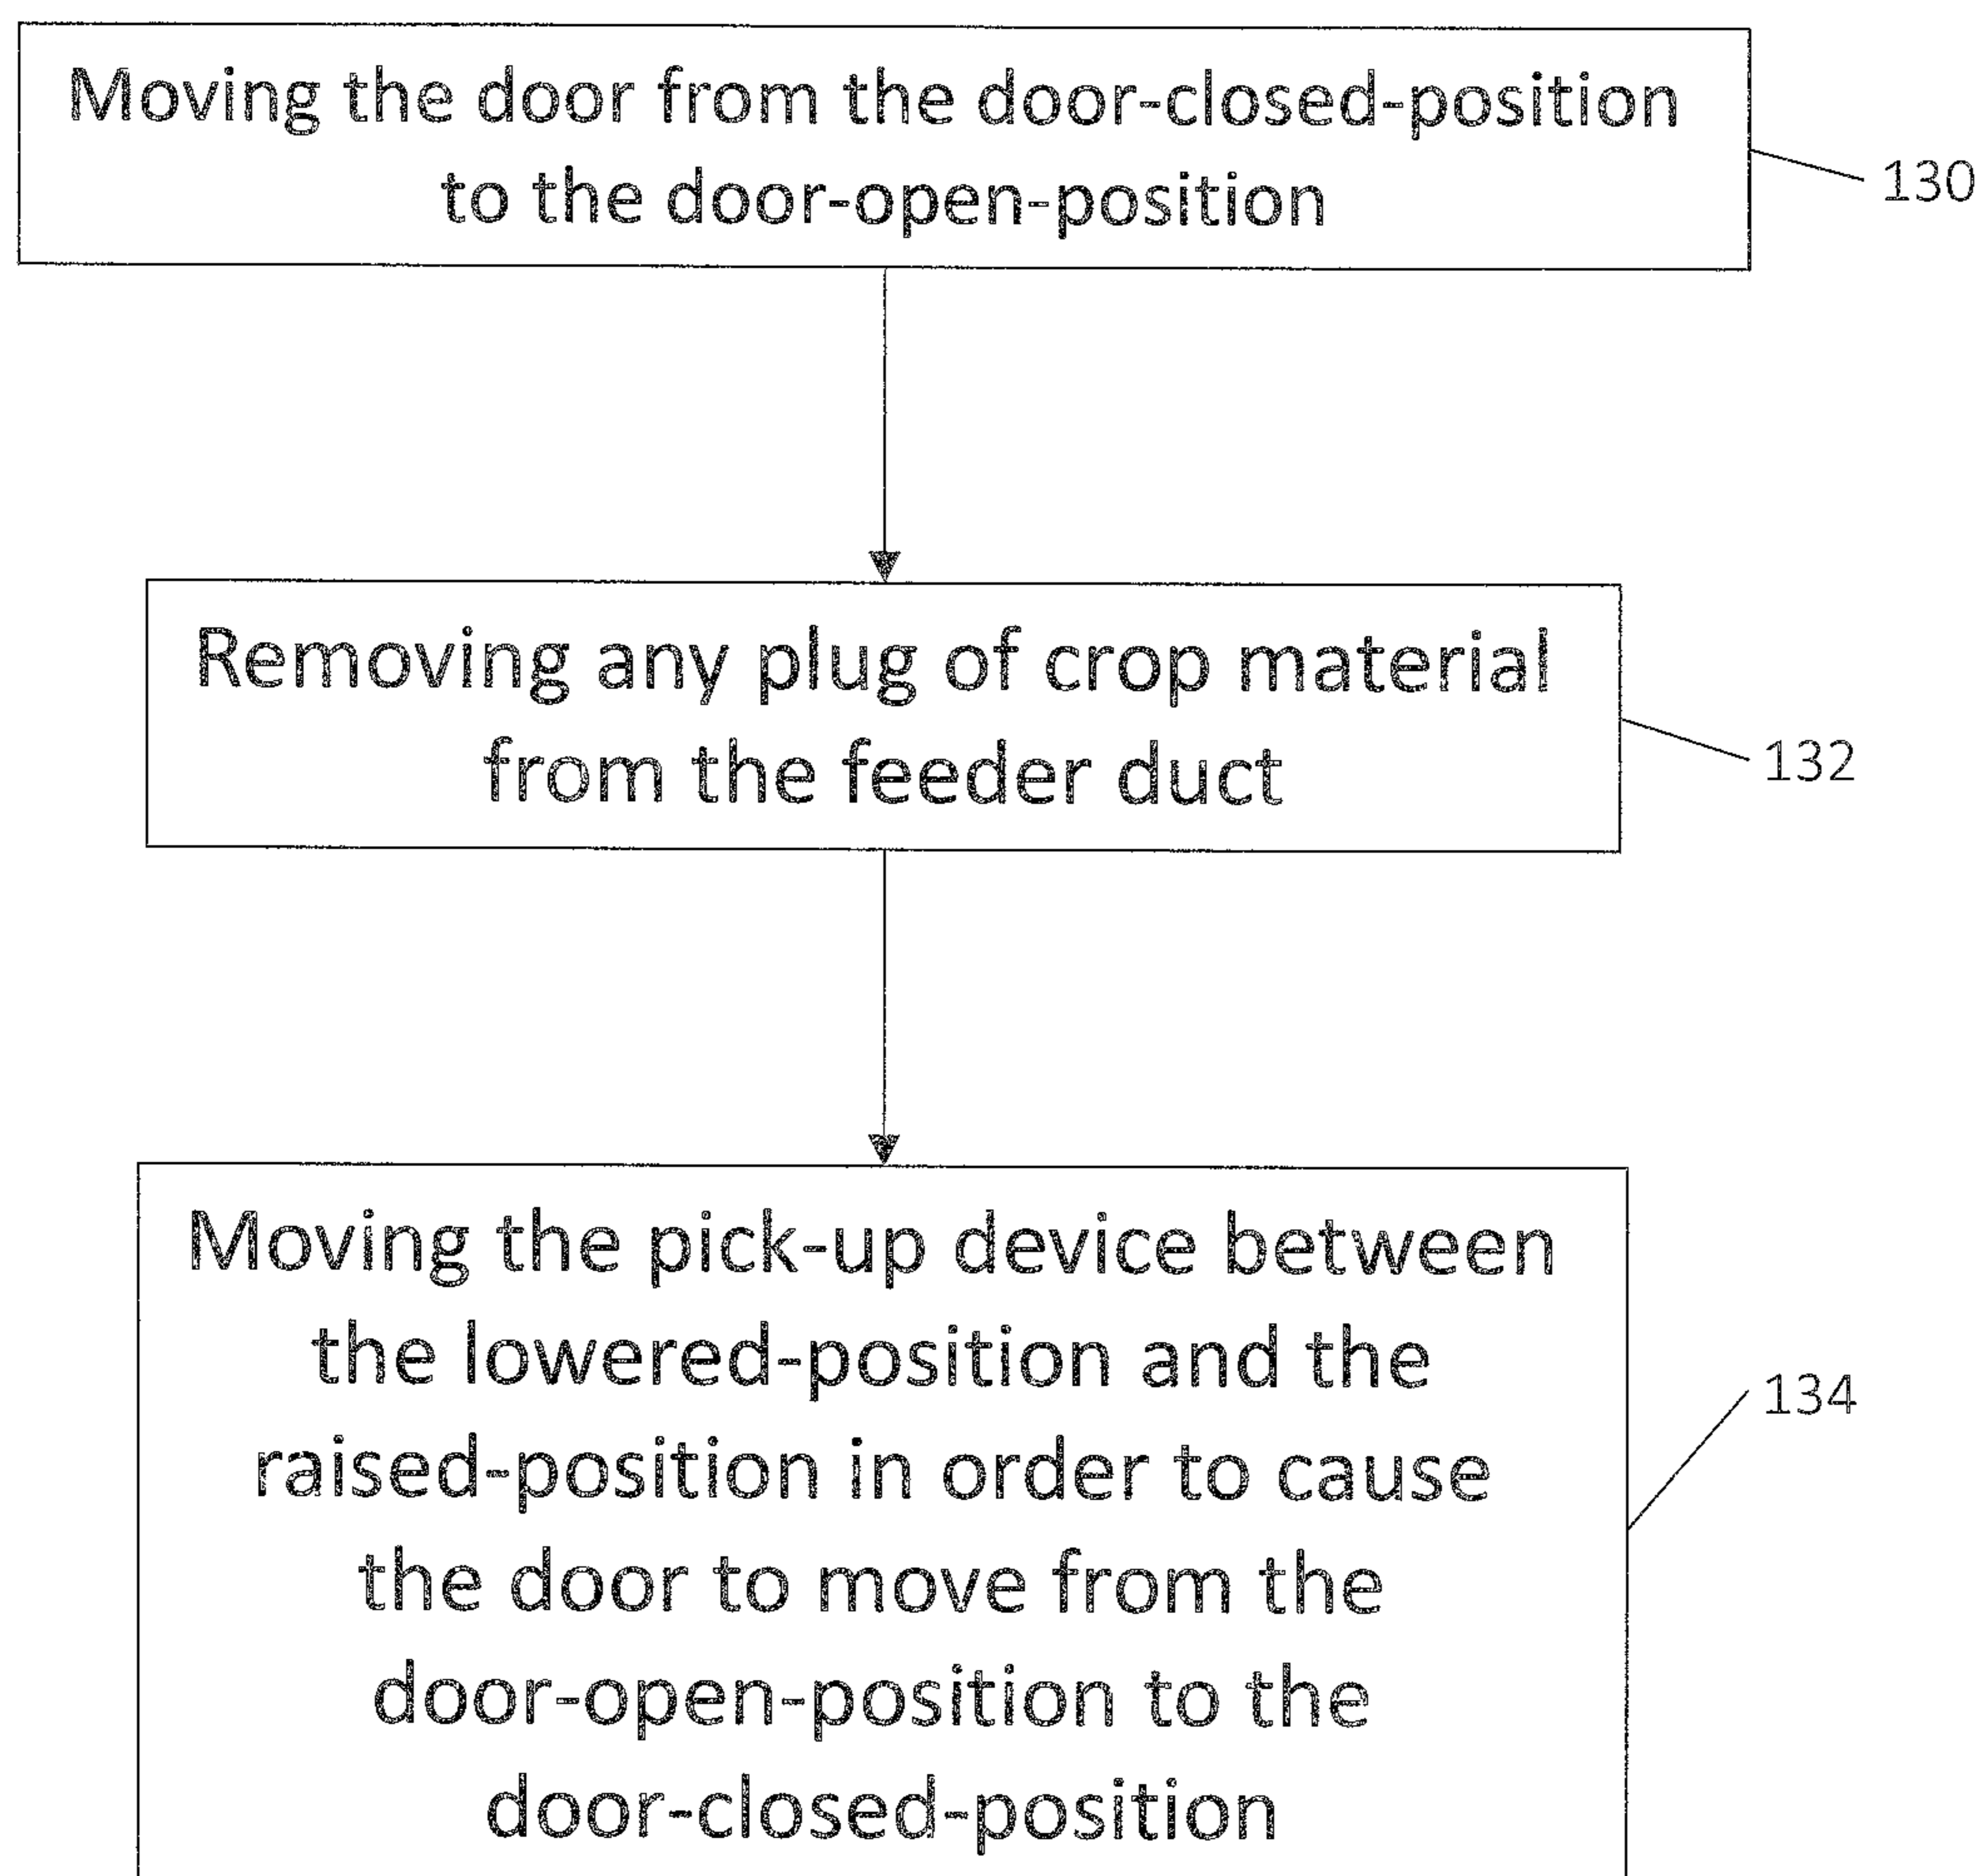 Moving the door from the door-closed-position
to the door-open-position
130
Removing any plug of crop material
from the feeder duct
132
Moving the pick-up device between
the lowered-position and the
raised-position in order to cause
the door to move from the
door-open-position to the
door-closed-position
134